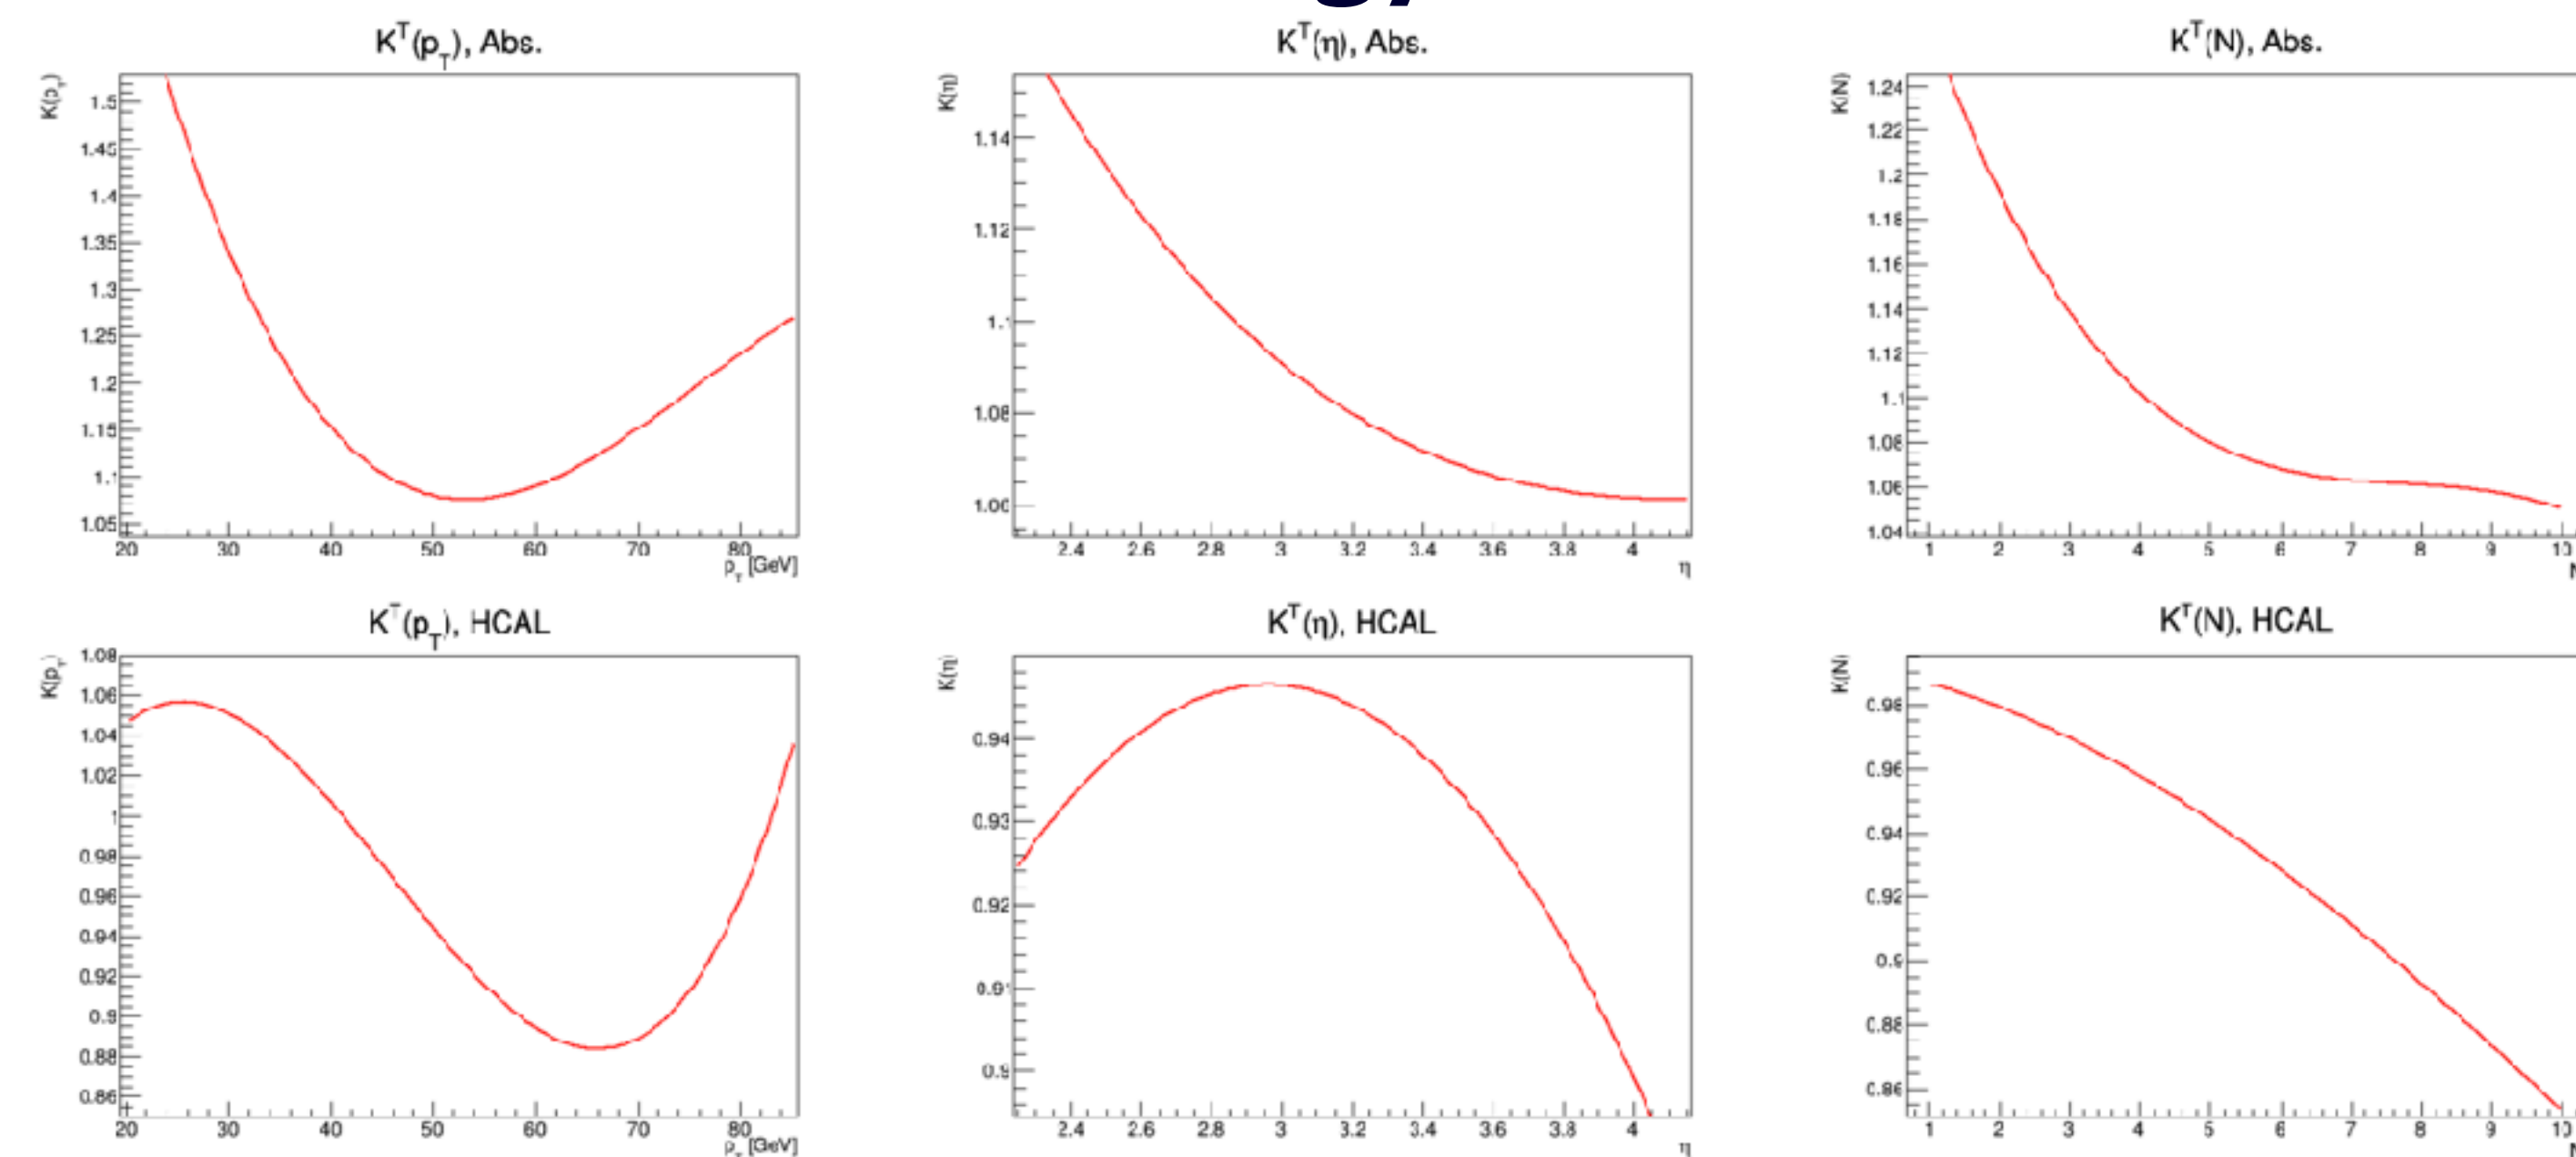 K^T(p_T), Abs.
K(p_T)
1.5
1.45
1.4
1.35
1.3
1.25
1.2
1.15
1.1
1.05
20 30 40 50 60 70 80
p_T [GeV]
K^T(η), Abs.
K(η)
1.14
1.12
1.1
1.08
1.06
2.4 2.6 2.8 3 3.2 3.4 3.6 3.8 4
η
K^T(N), Abs.
K(N)
1.24
1.22
1.2
1.18
1.16
1.14
1.12
1.1
1.08
1.06
1.04
1 2 3 4 5 6 7 8 9 10
K^T(p_T), HCAL
K(p_T)
1.08
1.06
1.04
1.02
1
0.98
0.96
0.94
0.92
0.9
0.88
0.86
20 30 40 50 60 70 80
p_T [GeV]
K^T(η), HCAL
K(η)
0.94
0.93
0.92
0.91
0.9
2.4 2.6 2.8 3 3.2 3.4 3.6 3.8 4
η
K^T(N), HCAL
K(N)
0.98
0.96
0.94
0.92
0.9
0.88
0.86
1 2 3 4 5 6 7 8 9 10